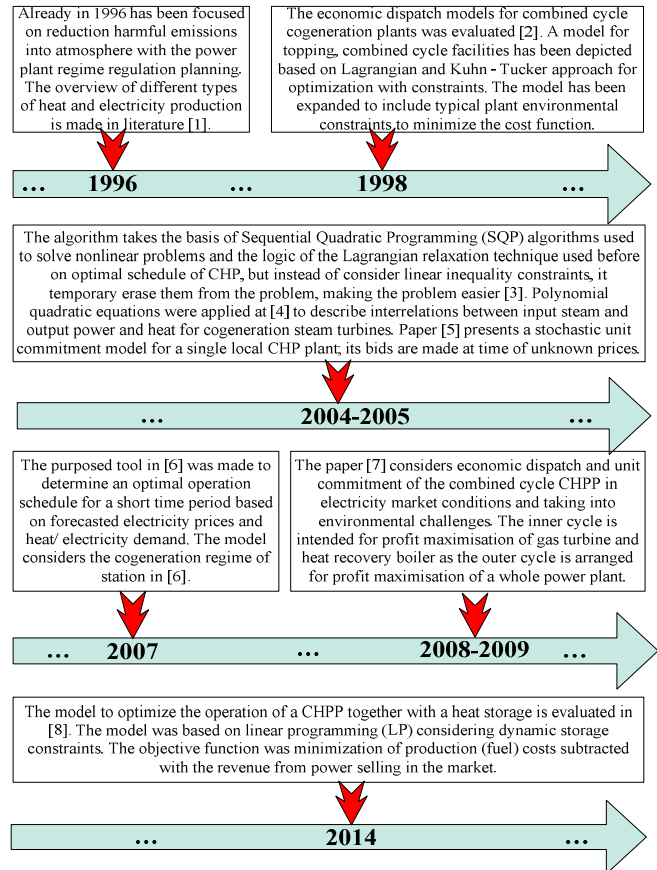 Already in 1996 has been focused
on reduction harmful emissions
into atmosphere with the power
plant regime regulation planning.
The overview of different types
of heat and electricity production
is made in literature [1].
The economic dispatch models for combined cycle
cogeneration plants was evaluated [2]. A model for
topping, combined cycle facilities has been depicted
based on Lagrangian and Kuhn - Tucker approach for
optimization with constraints. The model has been
expanded to include typical plant environmental
constraints to minimize the cost function.
... 1996 ... 1998 ...
The algorithm takes the basis of Sequential Quadratic Programming (SQP) algorithms used
to solve nonlinear problems and the logic of the Lagrangian relaxation technique used before
on optimal schedule of CHP, but instead of consider linear inequality constraints, it
temporary erase them from the problem, making the problem easier [3]. Polynomial
quadratic equations were applied at [4] to describe interrelations between input steam and
output power and heat for cogeneration steam turbines. Paper [5] presents a stochastic unit
commitment model for a single local CHP plant; its bids are made at time of unknown prices.
... 2004-2005 ...
The purposed tool in [6] was made to
determine an optimal operation
schedule for a short time period based
on forecasted electricity prices and
heat/ electricity demand. The model
considers the cogeneration regime of
station in [6].
The paper [7] considers economic dispatch and unit
commitment of the combined cycle CHPP in
electricity market conditions and taking into
environmental challenges. The inner cycle is
intended for profit maximisation of gas turbine and
heat recovery boiler as the outer cycle is arranged
for profit maximisation of a whole power plant.
... 2007 ... 2008-2009 ...
The model to optimize the operation of a CHPP together with a heat storage is evaluated in
[8]. The model was based on linear programming (LP) considering dynamic storage
constraints. The objective function was minimization of production (fuel) costs subtracted
with the revenue from power selling in the market.
... 2014 ...